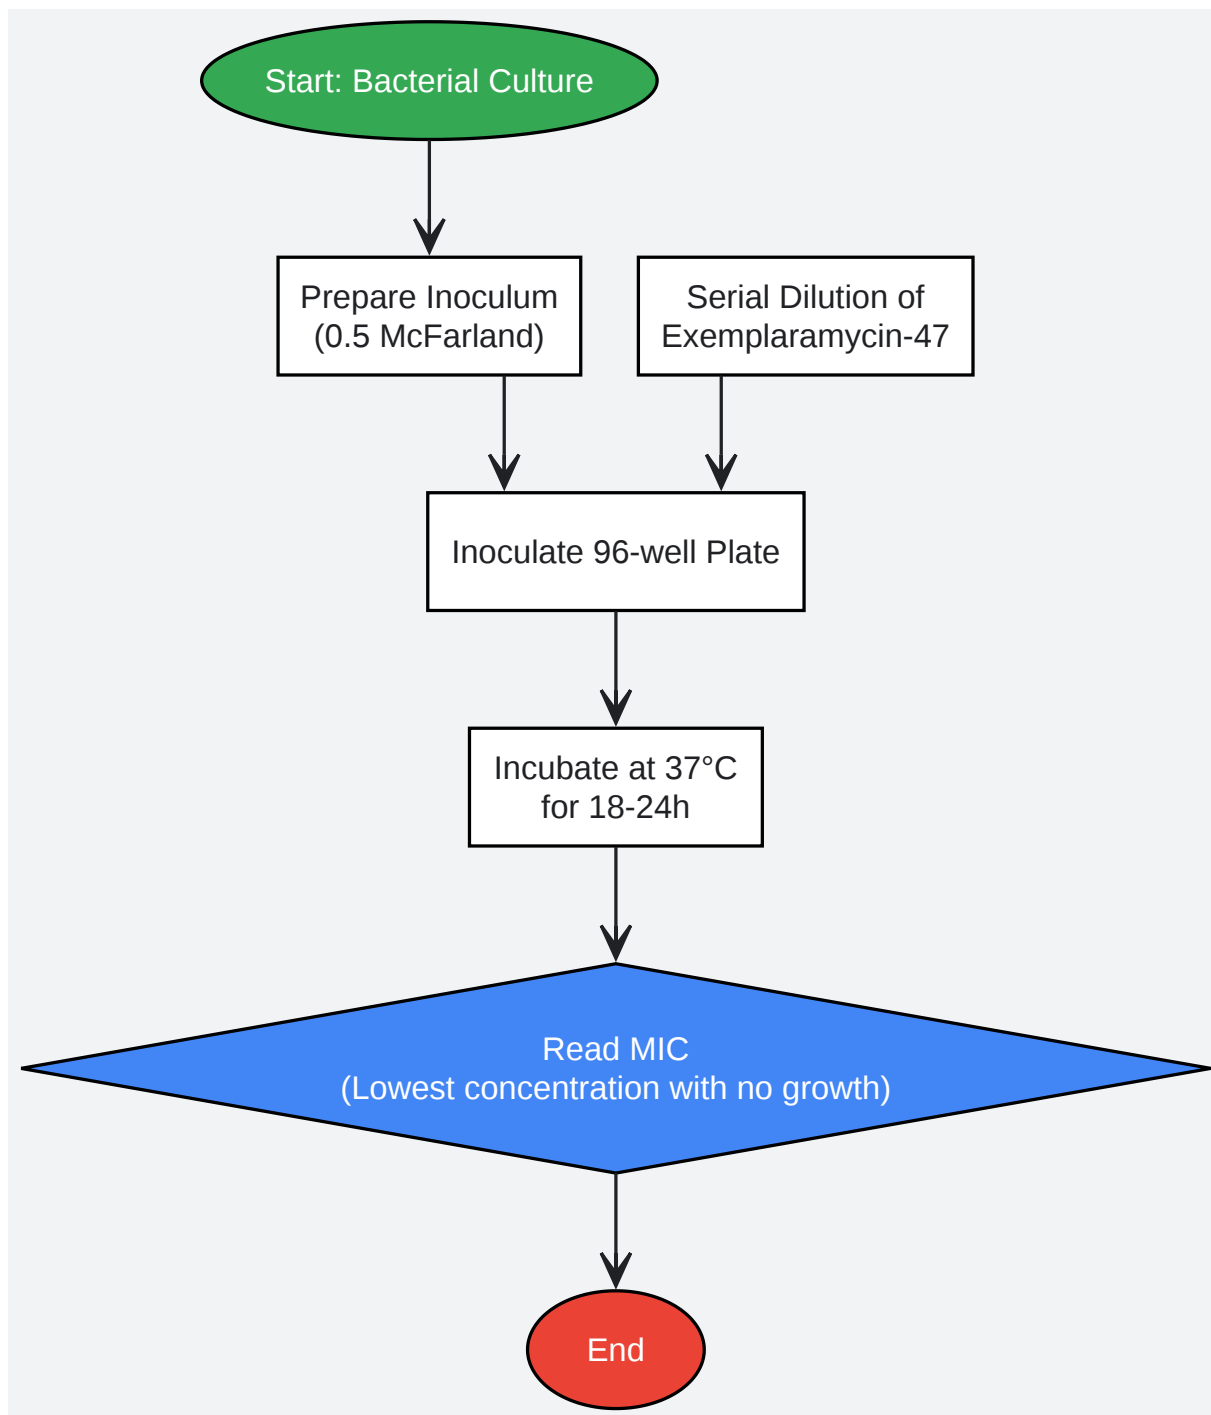 Start: Bacterial Culture
Prepare Inoculum
(0.5 McFarland)
Serial Dilution of
Exemplaramycin-47
Inoculate 96-well Plate
Incubate at 37°C
for 18-24h
Read MIC
(Lowest concentration with no growth)
End